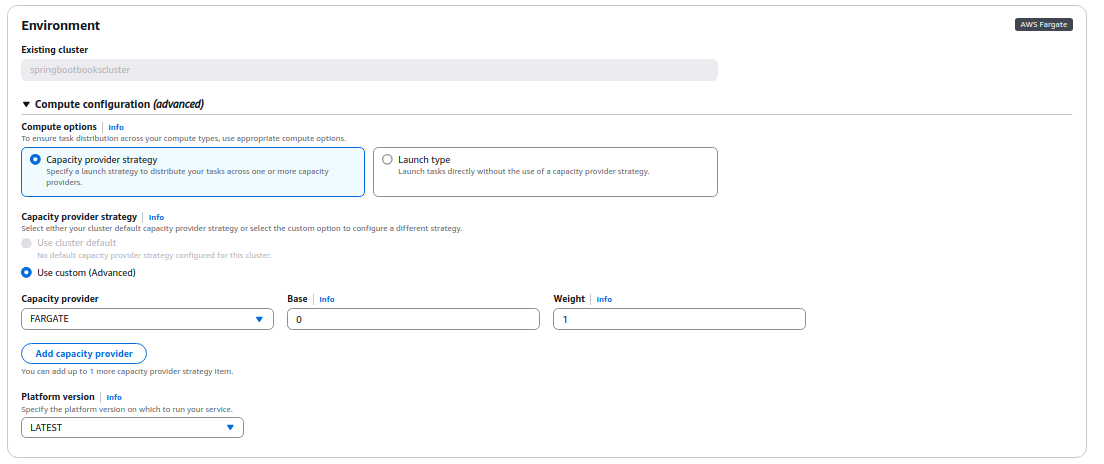 Environment
AWS Fargate
Existing cluster
springbootbookscluster
Compute configuration (advanced)
Compute options Info
To ensure task distribution across your compute types, use appropriate compute options.
Capacity provider strategy
Specify a launch strategy to distribute your tasks across one or more capacity
providers.
Launch type
Launch tasks directly without the use of a capacity provider strategy.
Capacity provider strategy Info
Select either your cluster default capacity provider strategy or select the custom option to configure a different strategy.
Use cluster default
No default capacity provider strategy configured for this cluster.
Use custom (Advanced)
Capacity provider
FARGATE
Base Info
0
Weight Info
1
Add capacity provider
You can add up to 1 more capacity provider strategy item.
Platform version Info
Specify the platform version on which to run your service.
LATEST